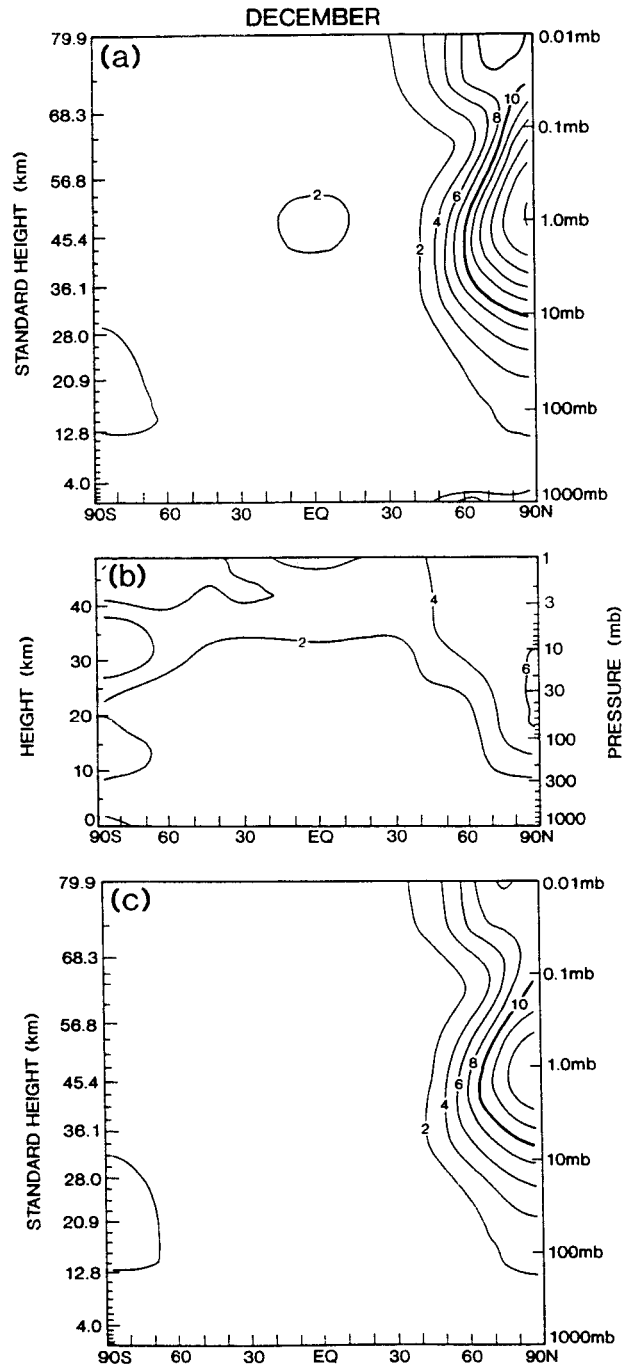 DECEMBER
(a)
STANDARD HEIGHT (km)
79.9
68.3
56.8
45.4
36.1
28.0
20.9
12.8
4.0
0.01mb
0.1mb
1.0mb
10mb
100mb
1000mb
10
8
6
4
2
2
90S 60 30 EQ 30 60 90N
(b)
HEIGHT (km)
40
30
20
10
0
PRESSURE (mb)
1
3
10
30
100
300
1000
4
2
6
90S 60 30 EQ 30 60 90N
(c)
STANDARD HEIGHT (km)
79.9
68.3
56.8
45.4
36.1
28.0
20.9
12.8
4.0
0.01mb
0.1mb
1.0mb
10mb
100mb
1000mb
10
8
6
4
2
90S 60 30 EQ 30 60 90N